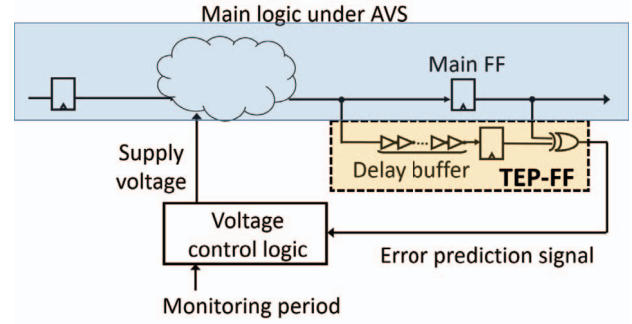 Main logic under AVS
Main FF
Supply
voltage
Delay buffer
TEP-FF
Voltage
control logic
Error prediction signal
Monitoring period